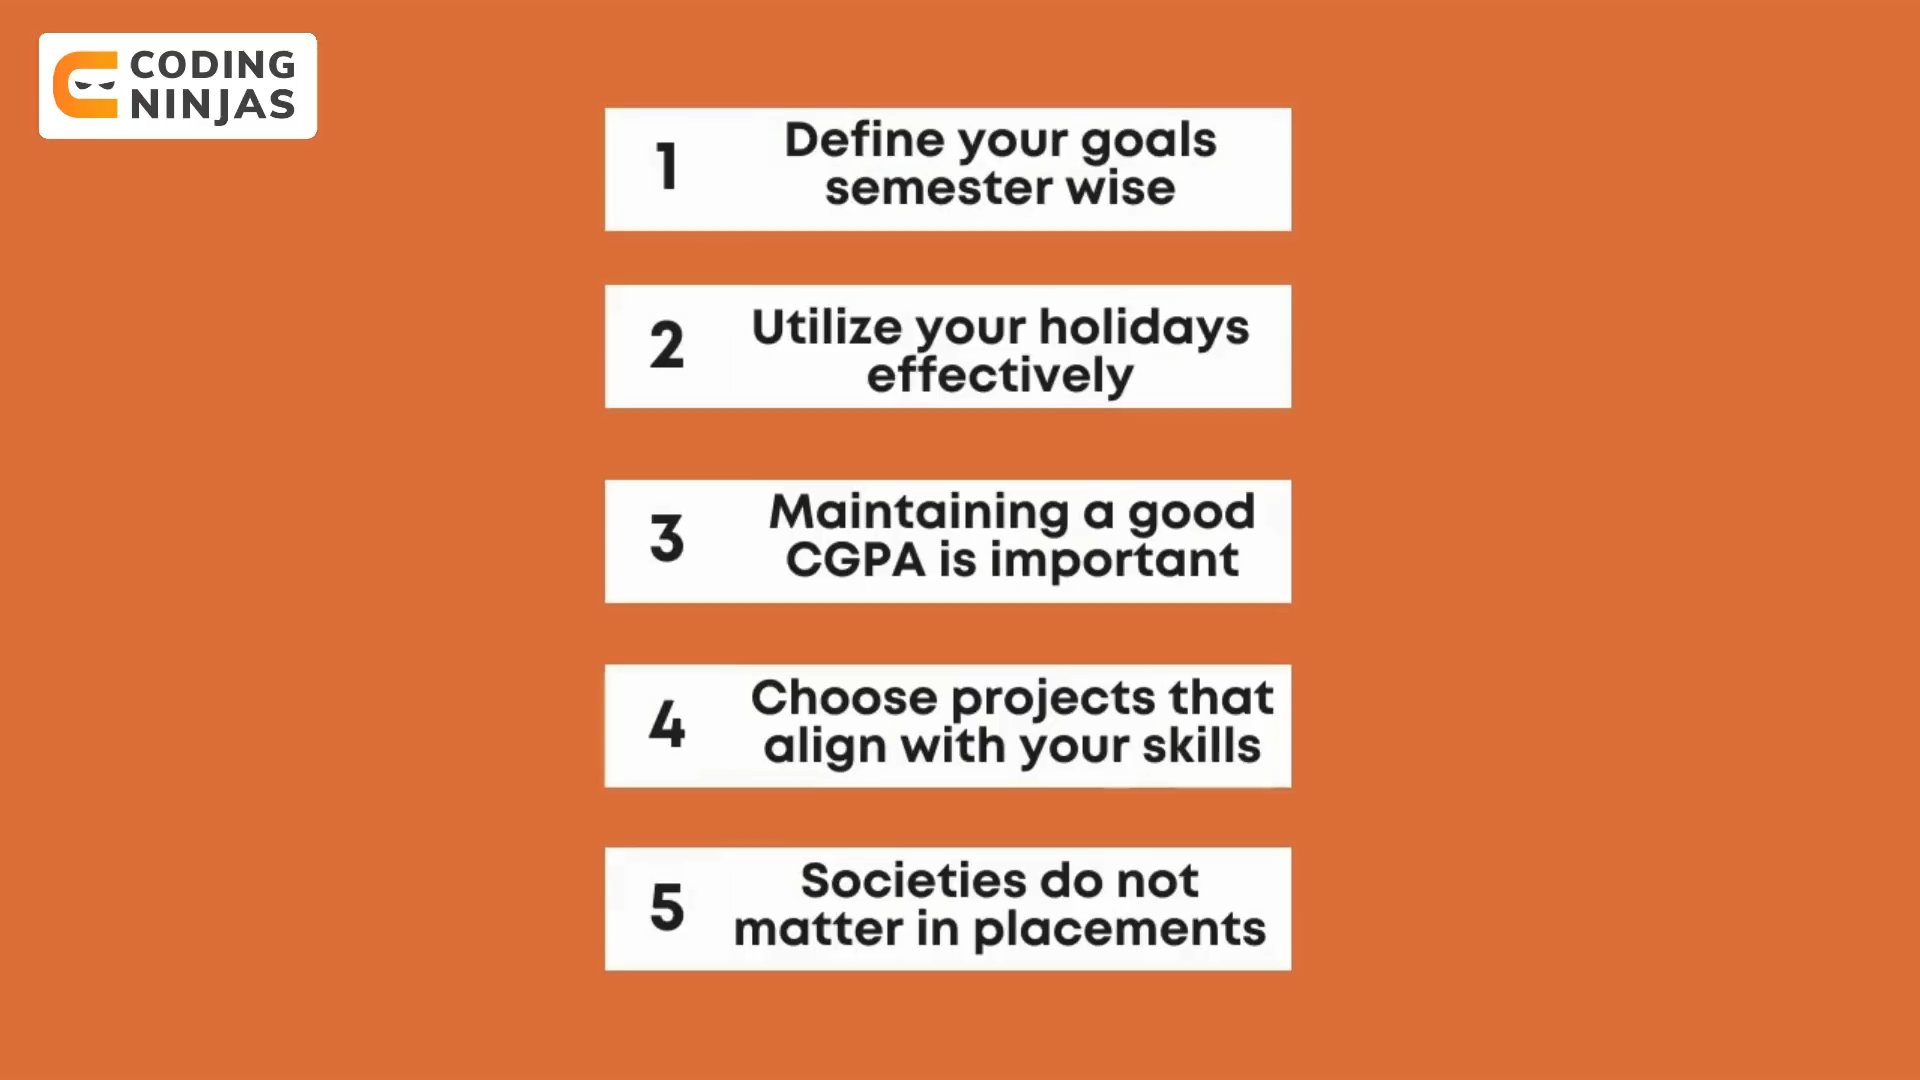 CODING
NINJAS
1
Define your goals
semester wise
2
Utilize your holidays
effectively
3
Maintaining a good
CGPA is important
4
Choose projects that
align with your skills
5
Societies do not
matter in placements